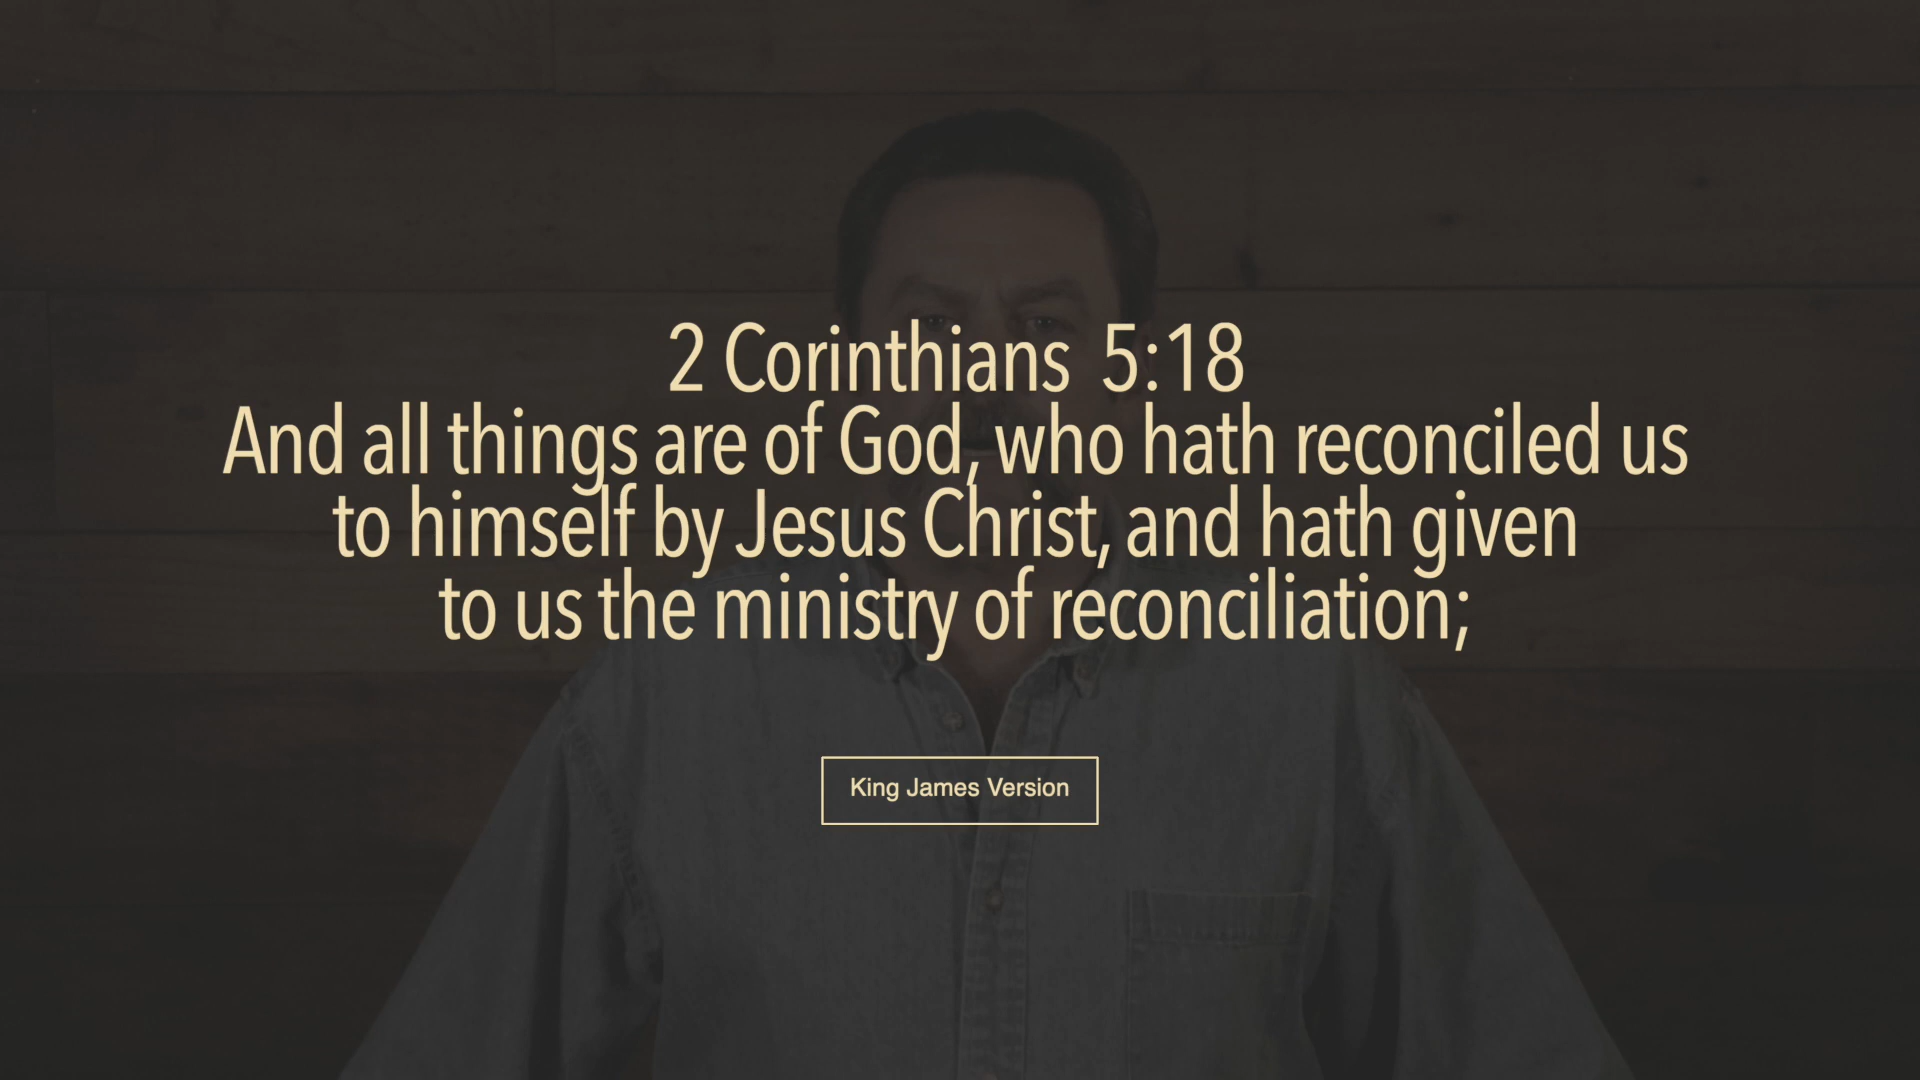 2 Corinthians 5:18
And all things are of God, who hath reconciled us
to himself by Jesus Christ, and hath given
to us the ministry of reconciliation;
King James Version